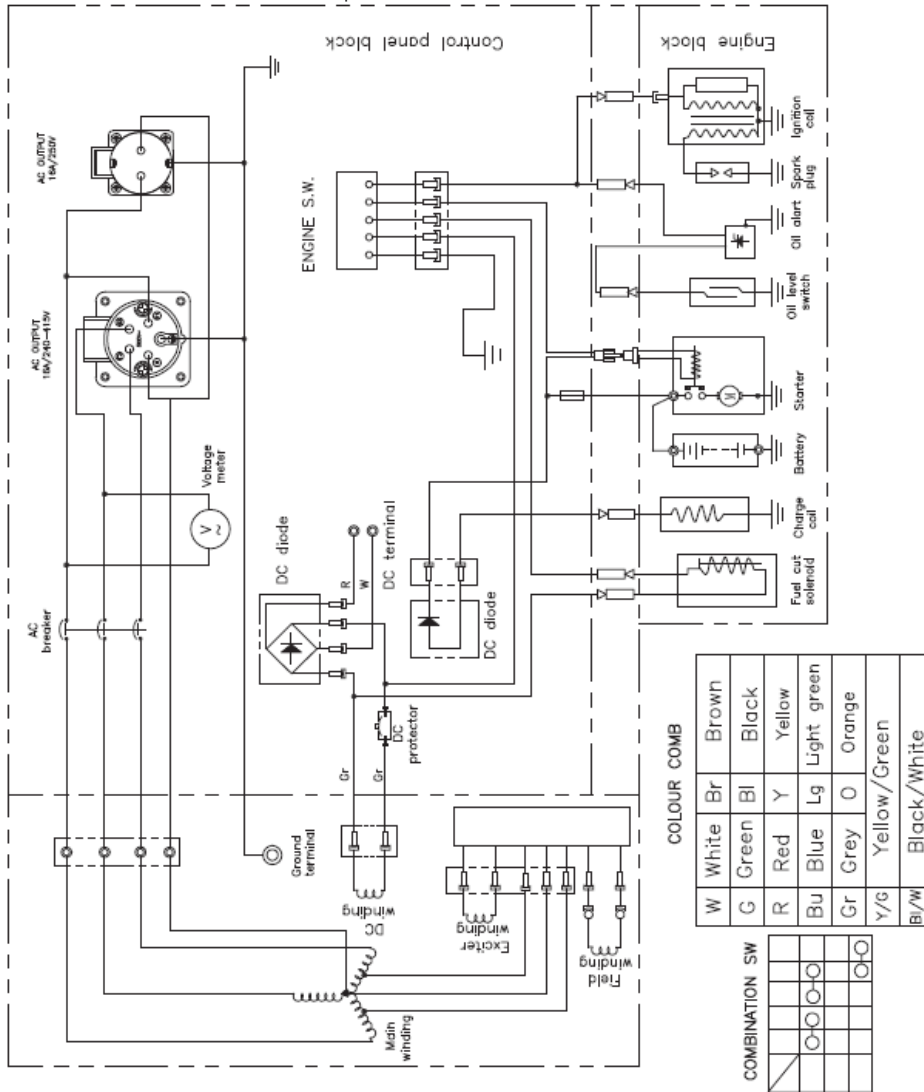 Control panel block
Engine block
AC OUTPUT
16A/250V
AC OUTPUT
16A/240-415V
ENGINE S.W.
Ignition
coil
Spark
plug
Oil alart
Oil level
switch
Starter
M
Battery
Charge
coil
Fuel cut
solenoid
Voltage
meter
V
~
AC
breaker
DC diode
R
W
DC terminal
DC diode
DC
protector
Gr
Gr
Ground
terminal
DC
winding
Exciter
winding
Field
winding
Main
winding
COLOUR COMB
W White Br Brown
G Green Bl Black
R Red Y Yellow
Bu Blue Lg Light green
Gr Grey O Orange
Y/G Yellow/Green
Bl/W Black/White
COMBINATION SW